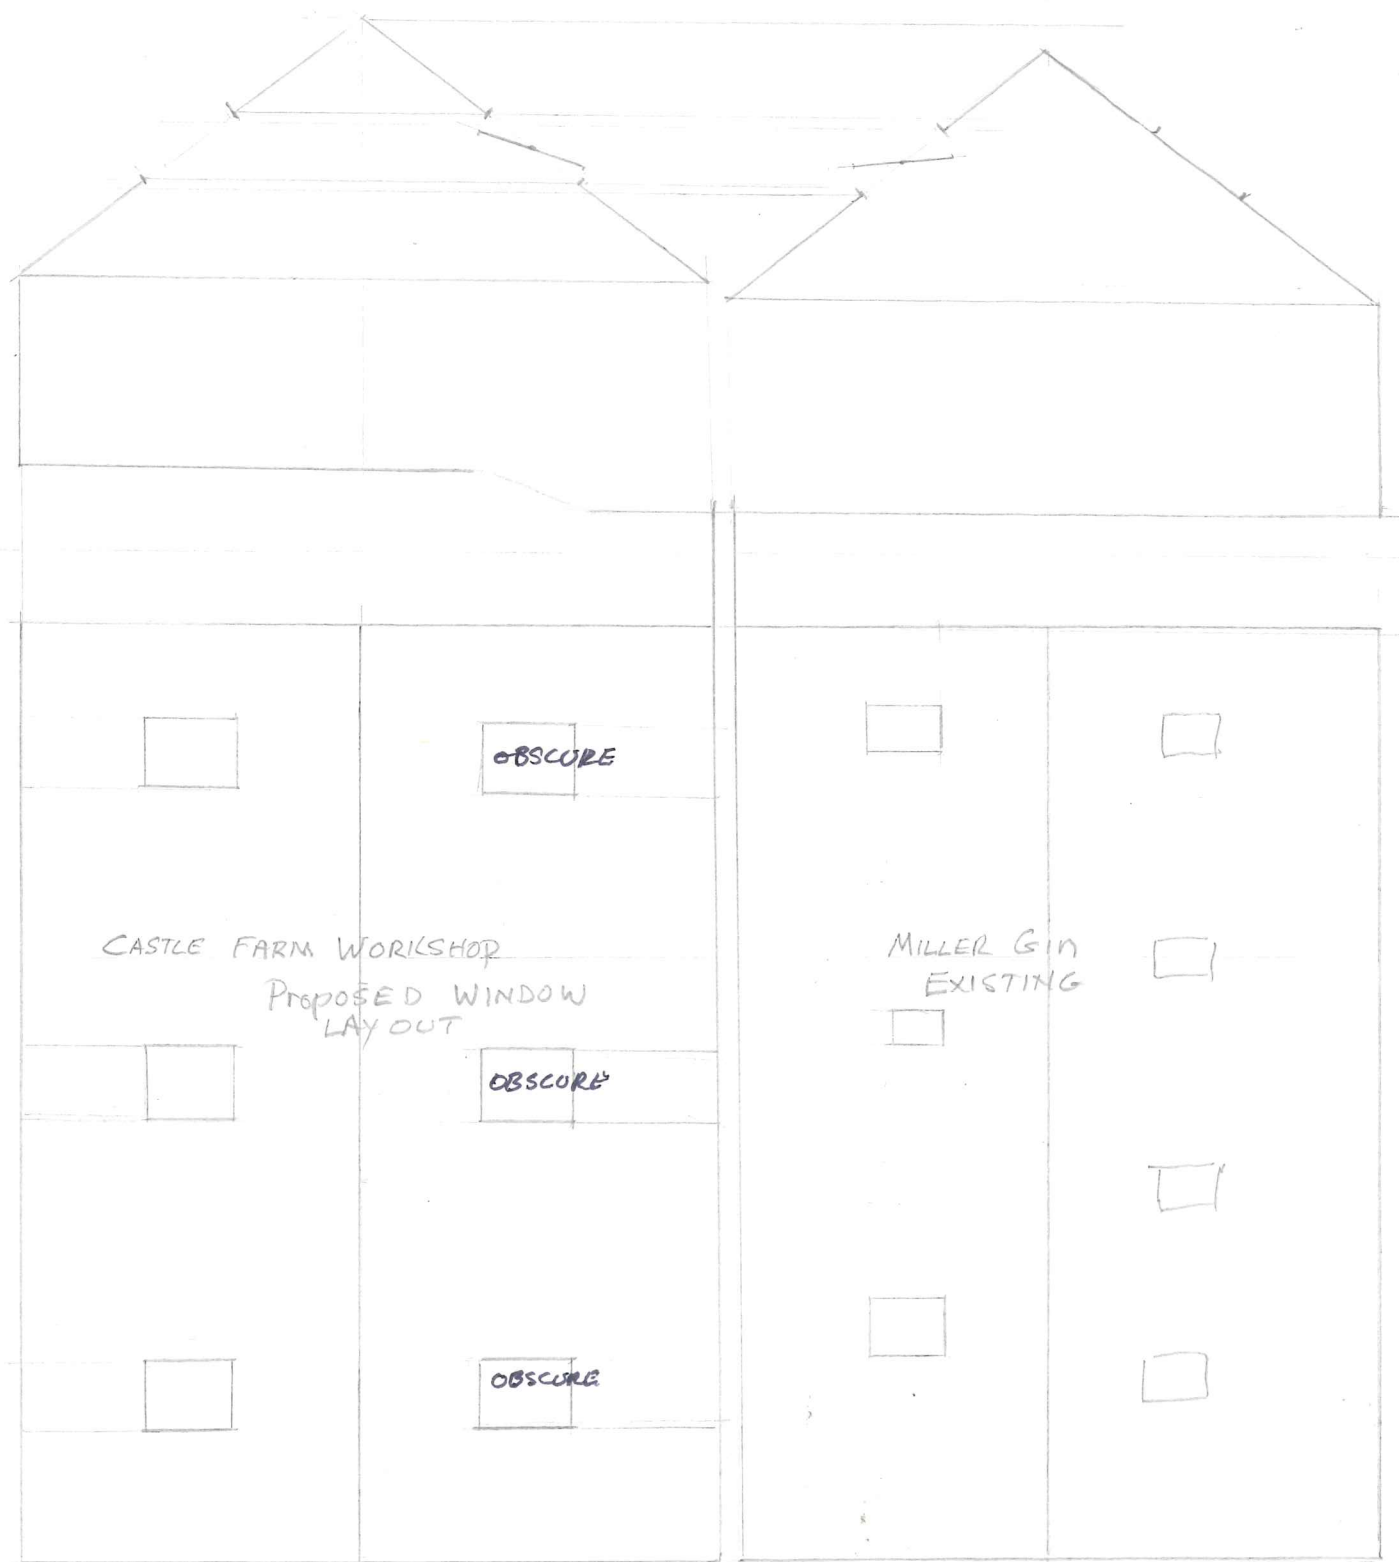 OBSCURE
CASTLE FARM WORKSHOP
PROPOSED WINDOW
LAYOUT
MILLER Gin
EXISTING
OBSCURE
OBSCURE